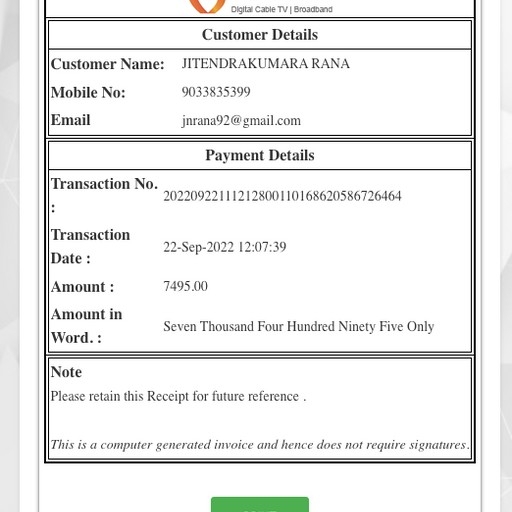 Digital Cable TV | Broadband
Customer Details
Customer Name: JITENDRAKUMARA RANA
Mobile No: 9033835399
Email jnrana92@gmail.com
Payment Details
Transaction No. : 20220922111212800110168620586726464
Transaction Date : 22-Sep-2022 12:07:39
Amount : 7495.00
Amount in Word. : Seven Thousand Four Hundred Ninety Five Only
Note
Please retain this Receipt for future reference .
This is a computer generated invoice and hence does not require signatures.